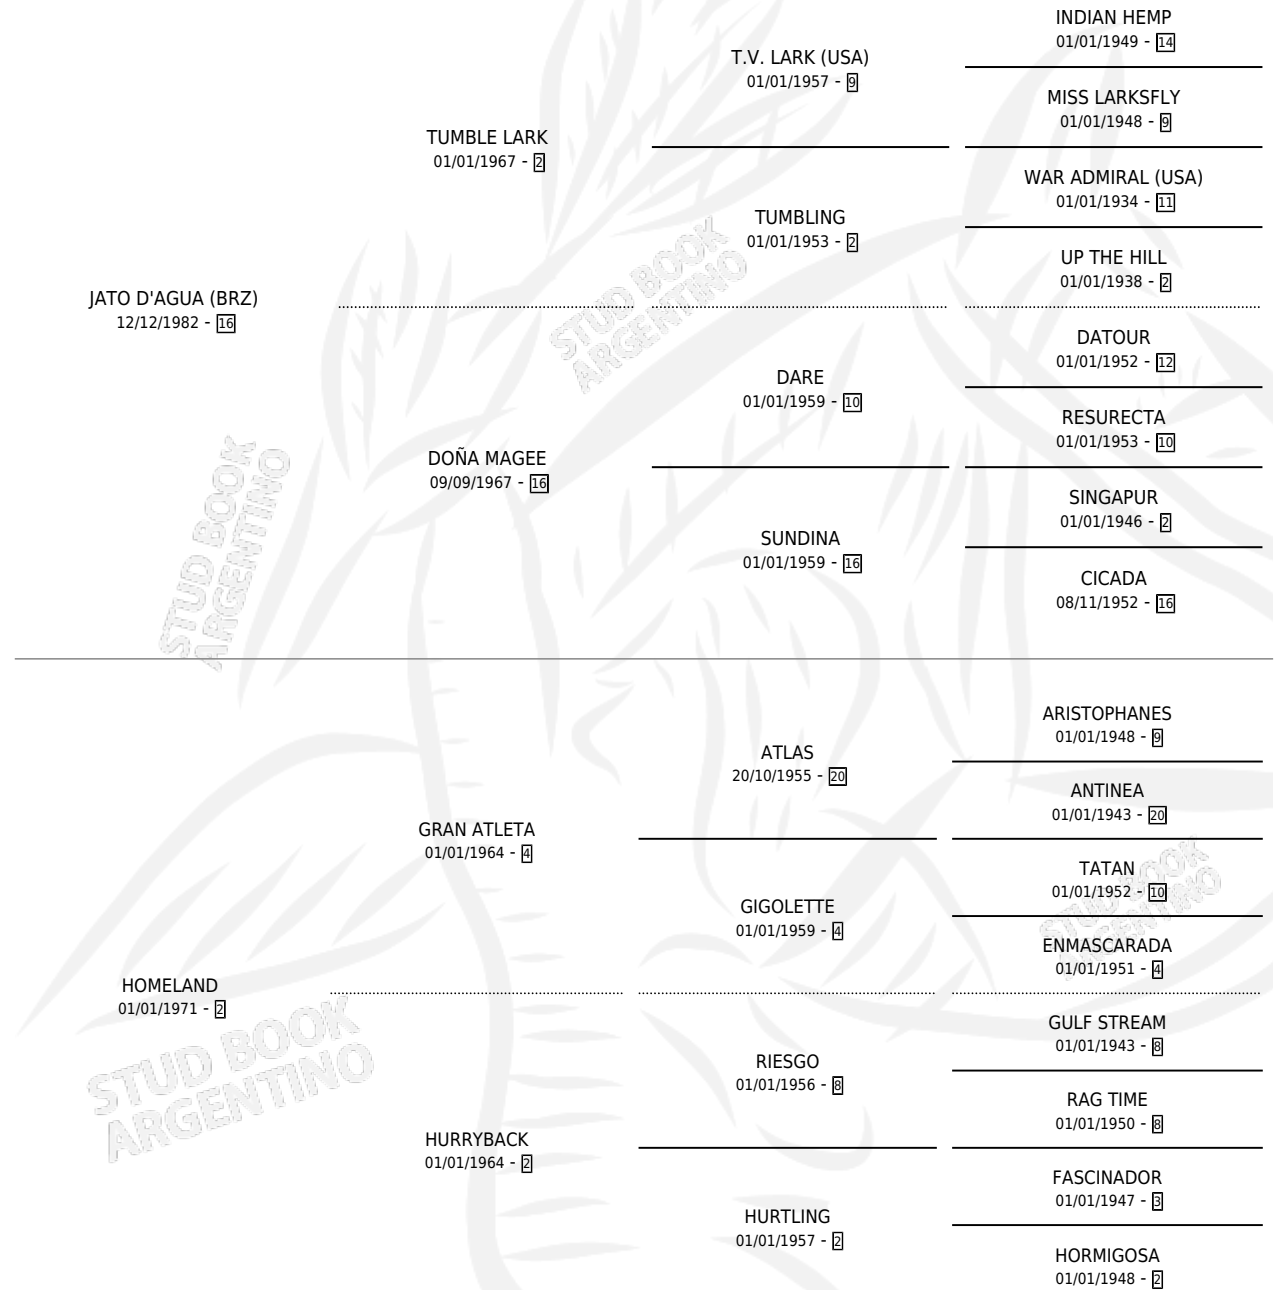 INDIAN HEMP
01/01/1949 - 14
T.V. LARK (USA)
01/01/1957 - 9
MISS LARKSFLY
01/01/1948 - 9
TUMBLE LARK
01/01/1967 - 2
WAR ADMIRAL (USA)
01/01/1934 - 11
TUMBLING
01/01/1953 - 2
UP THE HILL
01/01/1938 - 2
JATO D'AGUA (BRZ)
12/12/1982 - 16
DATOUR
01/01/1952 - 12
DARE
01/01/1959 - 10
RESURECTA
01/01/1953 - 10
DOÑA MAGEE
09/09/1967 - 16
SINGAPUR
01/01/1946 - 2
SUNDINA
01/01/1959 - 16
CICADA
08/11/1952 - 16
ARISTOPHANES
01/01/1948 - 9
ATLAS
20/10/1955 - 20
ANTINEA
01/01/1943 - 20
GRAN ATLETA
01/01/1964 - 4
TATAN
01/01/1952 - 10
GIGOLETTE
01/01/1959 - 4
ENMASCARADA
01/01/1951 - 4
HOMELAND
01/01/1971 - 2
GULF STREAM
01/01/1943 - 8
RIESGO
01/01/1956 - 8
RAG TIME
01/01/1950 - 8
HURRYBACK
01/01/1964 - 2
FASCINADOR
01/01/1947 - 3
HURTLING
01/01/1957 - 2
HORMIGOSA
01/01/1948 - 2
STUD BOOK
ARGENTINO
STUD BOOK
ARGENTINO
STUD BOOK
ARGENTINO
STUD BOOK
ARGENTINO